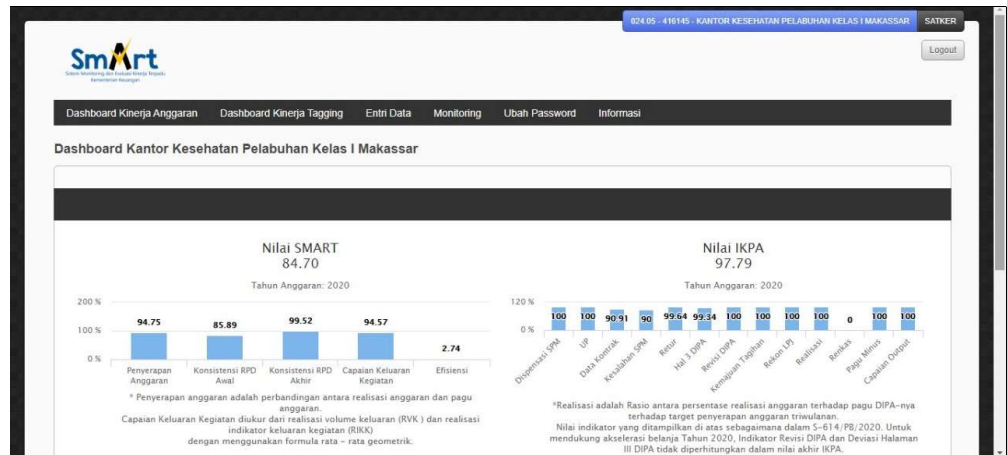 024.05 - 416145 - KANTOR KESEHATAN PELABUHAN KELAS I MAKASSAR SATKER
Logout
SmArt
Sistem Monitoring dan Evaluasi Kinerja Terpadu
Kementerian Keuangan
Dashboard Kinerja Anggaran Dashboard Kinerja Tagging Entri Data Monitoring Ubah Password Informasi
Dashboard Kantor Kesehatan Pelabuhan Kelas I Makassar
Nilai SMART
84.70
Tahun Anggaran: 2020
200 %
100 %
0 %
94.75 85.89 99.52 94.57 2.74
Penyerapan Anggaran
Konsistensi RPD Awal
Konsistensi RPD Akhir
Capaian Keluaran Kegiatan
Efisiensi
* Penyerapan anggaran adalah perbandingan antara realisasi anggaran dan pagu
anggaran.
Capaian Keluaran Kegiatan diukur dari realisasi volume keluaran (RVK ) dan realisasi
indikator keluaran kegiatan (RIKK)
dengan menggunakan formula rata - rata geometrik.
Nilai IKPA
97.79
Tahun Anggaran: 2020
120 %
0 %
100 100 90.91 90 99.64 99.34 100 100 100 100 0 100 100
Dispensasi SPM
UP
Data Kontrak
Kesalahan SPM
Retur
Hal 3 DIPA
Revisi DIPA
Kemajuan Tagihan
Rekon LPJ
Realisasi
Renkas
Pagu Minus
Capaian Output
*Realisasi adalah Rasio antara persentase realisasi anggaran terhadap pagu DIPA-nya
terhadap target penyerapan anggaran triwulanan.
Nilai indikator yang ditampilkan di atas sebagaimana dalam S-614/PB/2020. Untuk
mendukung akselerasi belanja Tahun 2020, Indikator Revisi DIPA dan Deviasi Halaman
III DIPA tidak diperhitungkan dalam nilai akhir IKPA.